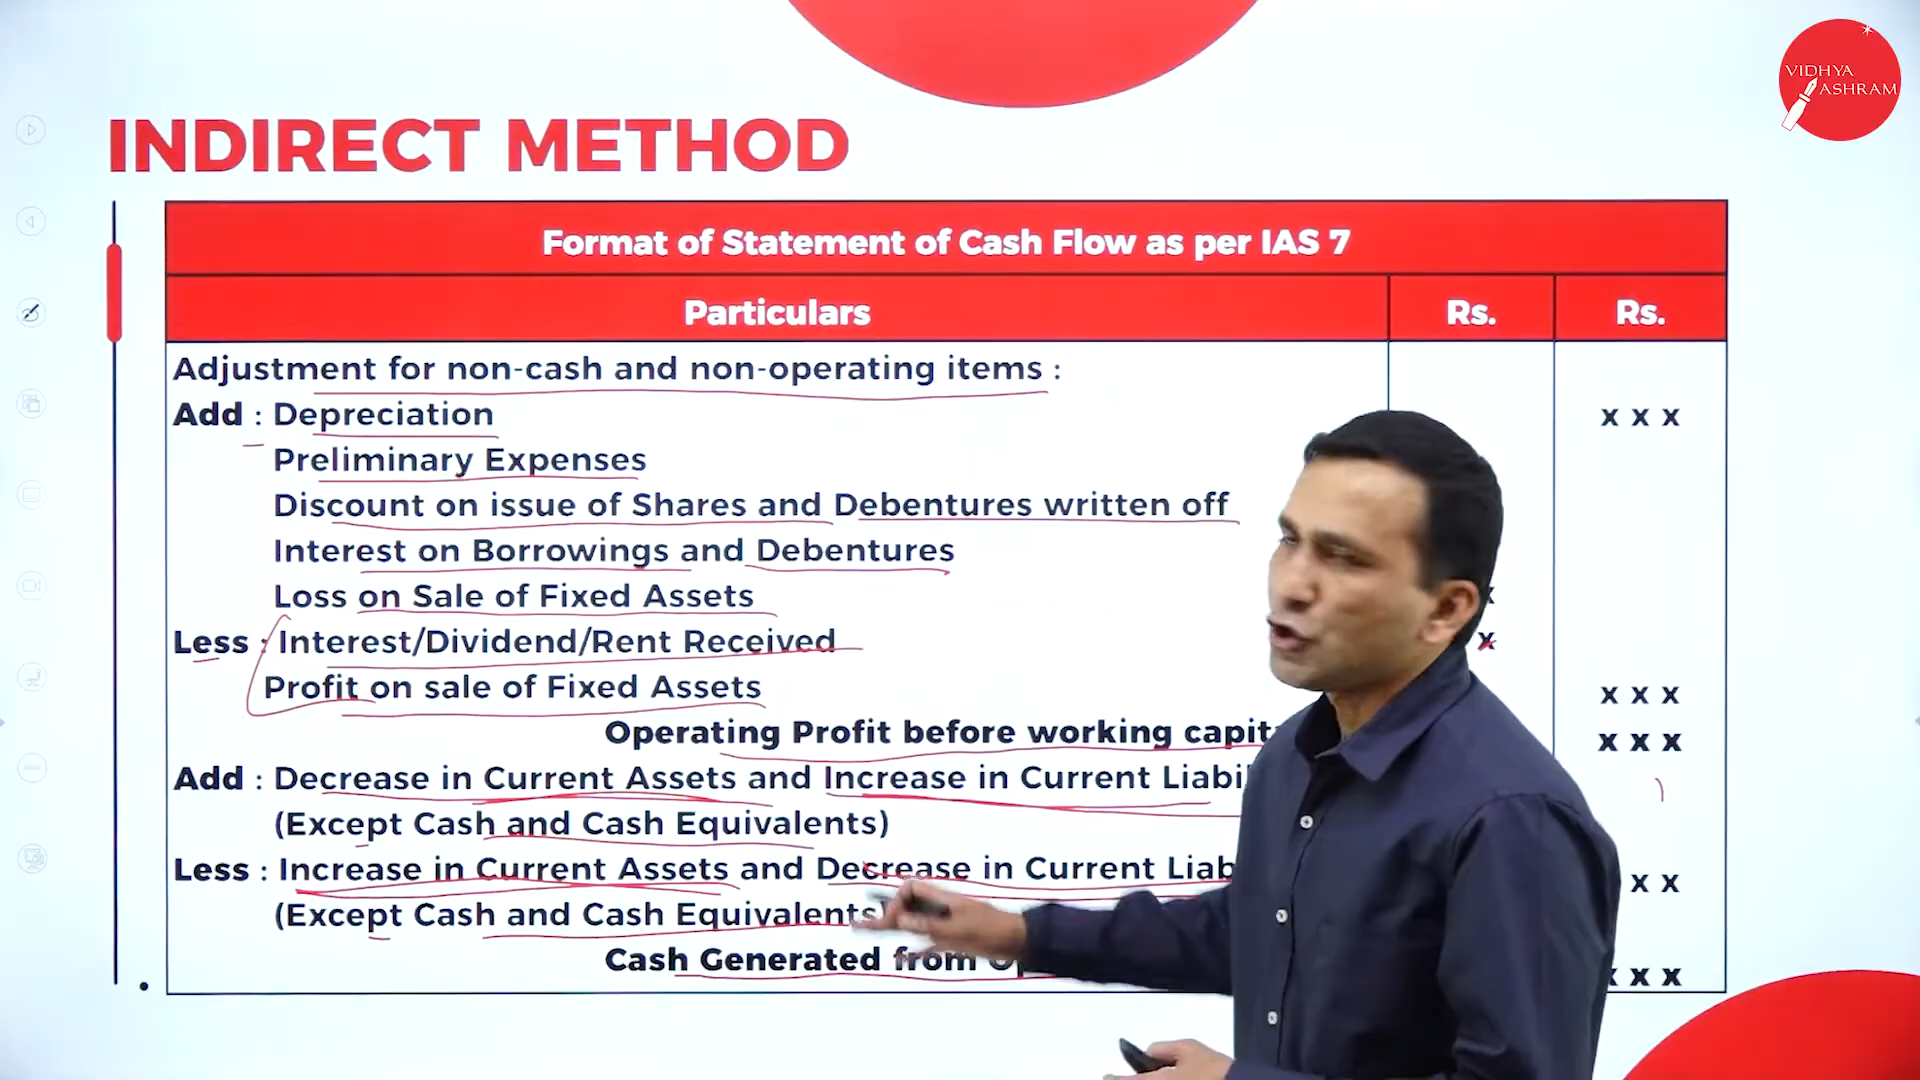 VIDHYA
ASHRAM
INDIRECT METHOD
Format of Statement of Cash Flow as per IAS 7
Particulars Rs. Rs.
Adjustment for non-cash and non-operating items :
Add : Depreciation x x x
Preliminary Expenses
Discount on issue of Shares and Debentures written off
Interest on Borrowings and Debentures
Loss on Sale of Fixed Assets x
Less : Interest/Dividend/Rent Received x
Profit on sale of Fixed Assets x x x
Operating Profit before working x x x
Add : Decrease in Current Assets and Increase in Current
(Except Cash and Cash Equivalents)
Less : Increase in Current Assets and Decrease in Current x x
(Except Cash and Cash Equivalents)
Cash Generated from x x x